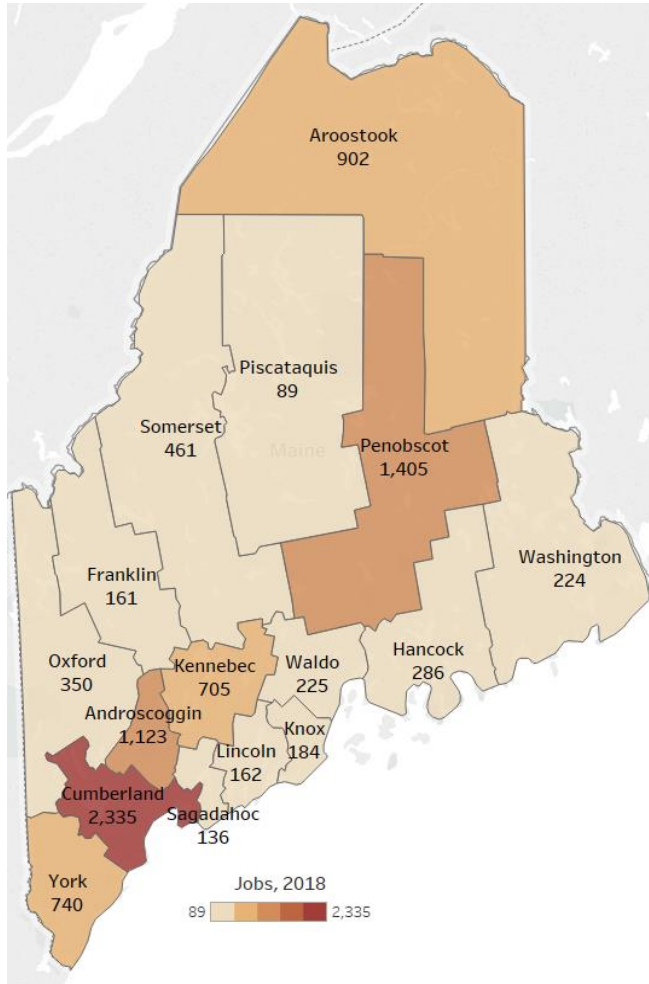 Aroostook
902
Piscataquis
89
Somerset
461
Maine
Penobscot
1,405
Washington
224
Franklin
161
Hancock
286
Oxford
350
Kennebec
705
Waldo
225
Androscoggin
1,123
Knox
184
Lincoln
162
Cumberland
2,335
Sagadahoc
136
York
740
Jobs, 2018
89 2,335